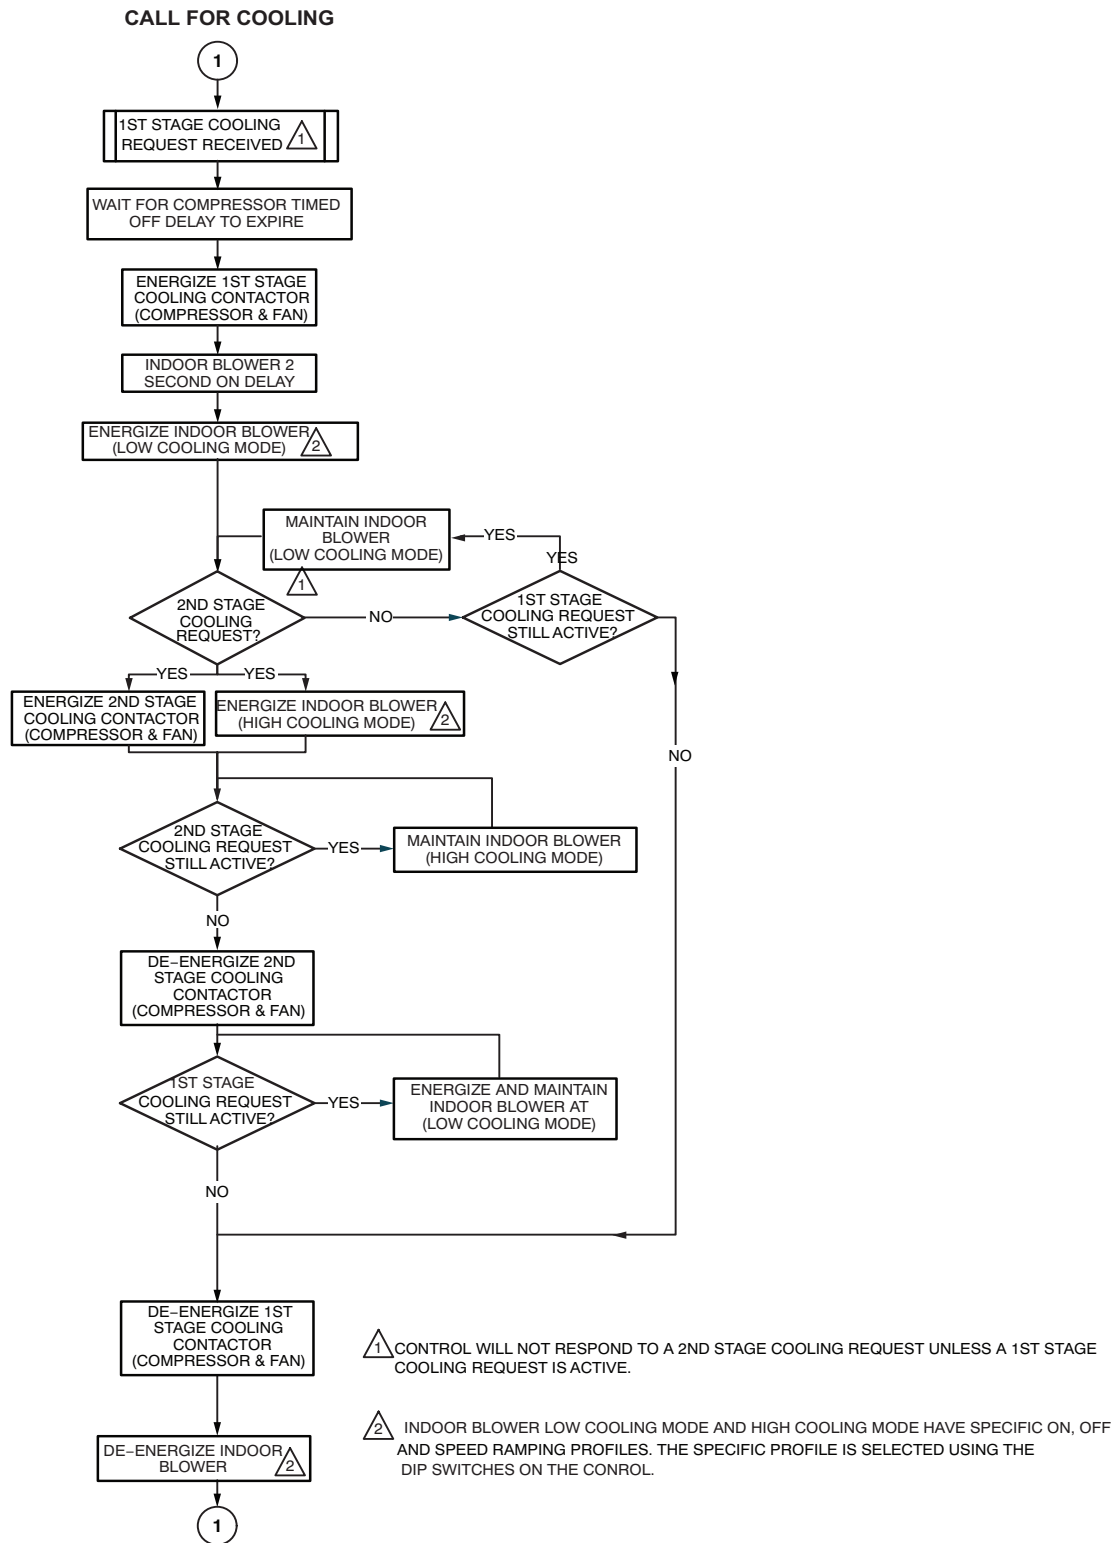 CALL FOR COOLING
1
1ST STAGE COOLING
REQUEST RECEIVED 1
WAIT FOR COMPRESSOR TIMED
OFF DELAY TO EXPIRE
ENERGIZE 1ST STAGE
COOLING CONTACTOR
(COMPRESSOR & FAN)
INDOOR BLOWER 2
SECOND ON DELAY
ENERGIZE INDOOR BLOWER
(LOW COOLING MODE) 2
MAINTAIN INDOOR
BLOWER
(LOW COOLING MODE)
1
YES
YES
2ND STAGE
COOLING
REQUEST?
NO
1ST STAGE
COOLING REQUEST
STILL ACTIVE?
YES
YES
ENERGIZE 2ND STAGE
COOLING CONTACTOR
(COMPRESSOR & FAN)
ENERGIZE INDOOR BLOWER
(HIGH COOLING MODE) 2
NO
2ND STAGE
COOLING REQUEST
STILL ACTIVE?
YES
MAINTAIN INDOOR BLOWER
(HIGH COOLING MODE)
NO
DE-ENERGIZE 2ND
STAGE COOLING
CONTACTOR
(COMPRESSOR & FAN)
1ST STAGE
COOLING REQUEST
STILL ACTIVE?
YES
ENERGIZE AND MAINTAIN
INDOOR BLOWER AT
(LOW COOLING MODE)
NO
DE-ENERGIZE 1ST
STAGE COOLING
CONTACTOR
(COMPRESSOR & FAN)
1 CONTROL WILL NOT RESPOND TO A 2ND STAGE COOLING REQUEST UNLESS A 1ST STAGE
COOLING REQUEST IS ACTIVE.
2 INDOOR BLOWER LOW COOLING MODE AND HIGH COOLING MODE HAVE SPECIFIC ON, OFF
AND SPEED RAMPING PROFILES. THE SPECIFIC PROFILE IS SELECTED USING THE
DIP SWITCHES ON THE CONROL.
DE-ENERGIZE INDOOR
BLOWER 2
1